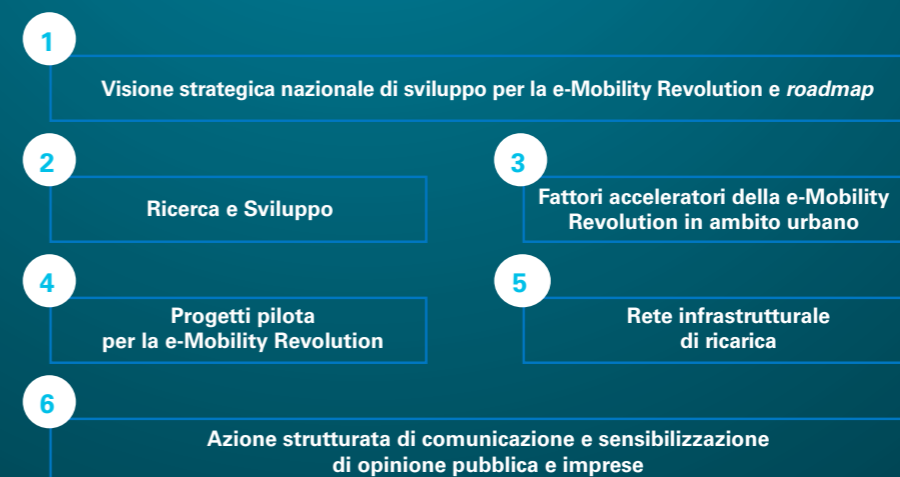 1
Visione strategica nazionale di sviluppo per la e-Mobility Revolution e roadmap
2
Ricerca e Sviluppo
3
Fattori acceleratori della e-Mobility
Revolution in ambito urbano
4
Progetti pilota
per la e-Mobility Revolution
5
Rete infrastrutturale
di ricarica
6
Azione strutturata di comunicazione e sensibilizzazione
di opinione pubblica e imprese